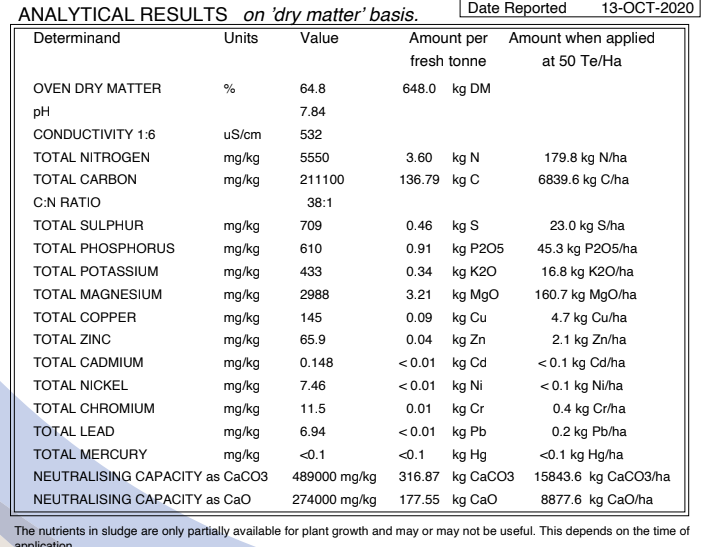 ANALYTICAL RESULTS on 'dry matter' basis. Date Reported 13-OCT-2020
Determinand Units Value Amount per Amount when applied
fresh tonne at 50 Te/Ha
OVEN DRY MATTER % 64.8 648.0 kg DM
pH 7.84
CONDUCTIVITY 1:6 uS/cm 532
TOTAL NITROGEN mg/kg 5550 3.60 kg N 179.8 kg N/ha
TOTAL CARBON mg/kg 211100 136.79 kg C 6839.6 kg C/ha
C:N RATIO 38:1
TOTAL SULPHUR mg/kg 709 0.46 kg S 23.0 kg S/ha
TOTAL PHOSPHORUS mg/kg 610 0.91 kg P2O5 45.3 kg P2O5/ha
TOTAL POTASSIUM mg/kg 433 0.34 kg K2O 16.8 kg K2O/ha
TOTAL MAGNESIUM mg/kg 2988 3.21 kg MgO 160.7 kg MgO/ha
TOTAL COPPER mg/kg 145 0.09 kg Cu 4.7 kg Cu/ha
TOTAL ZINC mg/kg 65.9 0.04 kg Zn 2.1 kg Zn/ha
TOTAL CADMIUM mg/kg 0.148 < 0.01 kg Cd < 0.1 kg Cd/ha
TOTAL NICKEL mg/kg 7.46 < 0.01 kg Ni < 0.1 kg Ni/ha
TOTAL CHROMIUM mg/kg 11.5 0.01 kg Cr 0.4 kg Cr/ha
TOTAL LEAD mg/kg 6.94 < 0.01 kg Pb 0.2 kg Pb/ha
TOTAL MERCURY mg/kg <0.1 <0.1 kg Hg <0.1 kg Hg/ha
NEUTRALISING CAPACITY as CaCO3 489000 mg/kg 316.87 kg CaCO3 15843.6 kg CaCO3/ha
NEUTRALISING CAPACITY as CaO 274000 mg/kg 177.55 kg CaO 8877.6 kg CaO/ha
The nutrients in sludge are only partially available for plant growth and may or may not be useful. This depends on the time of
application